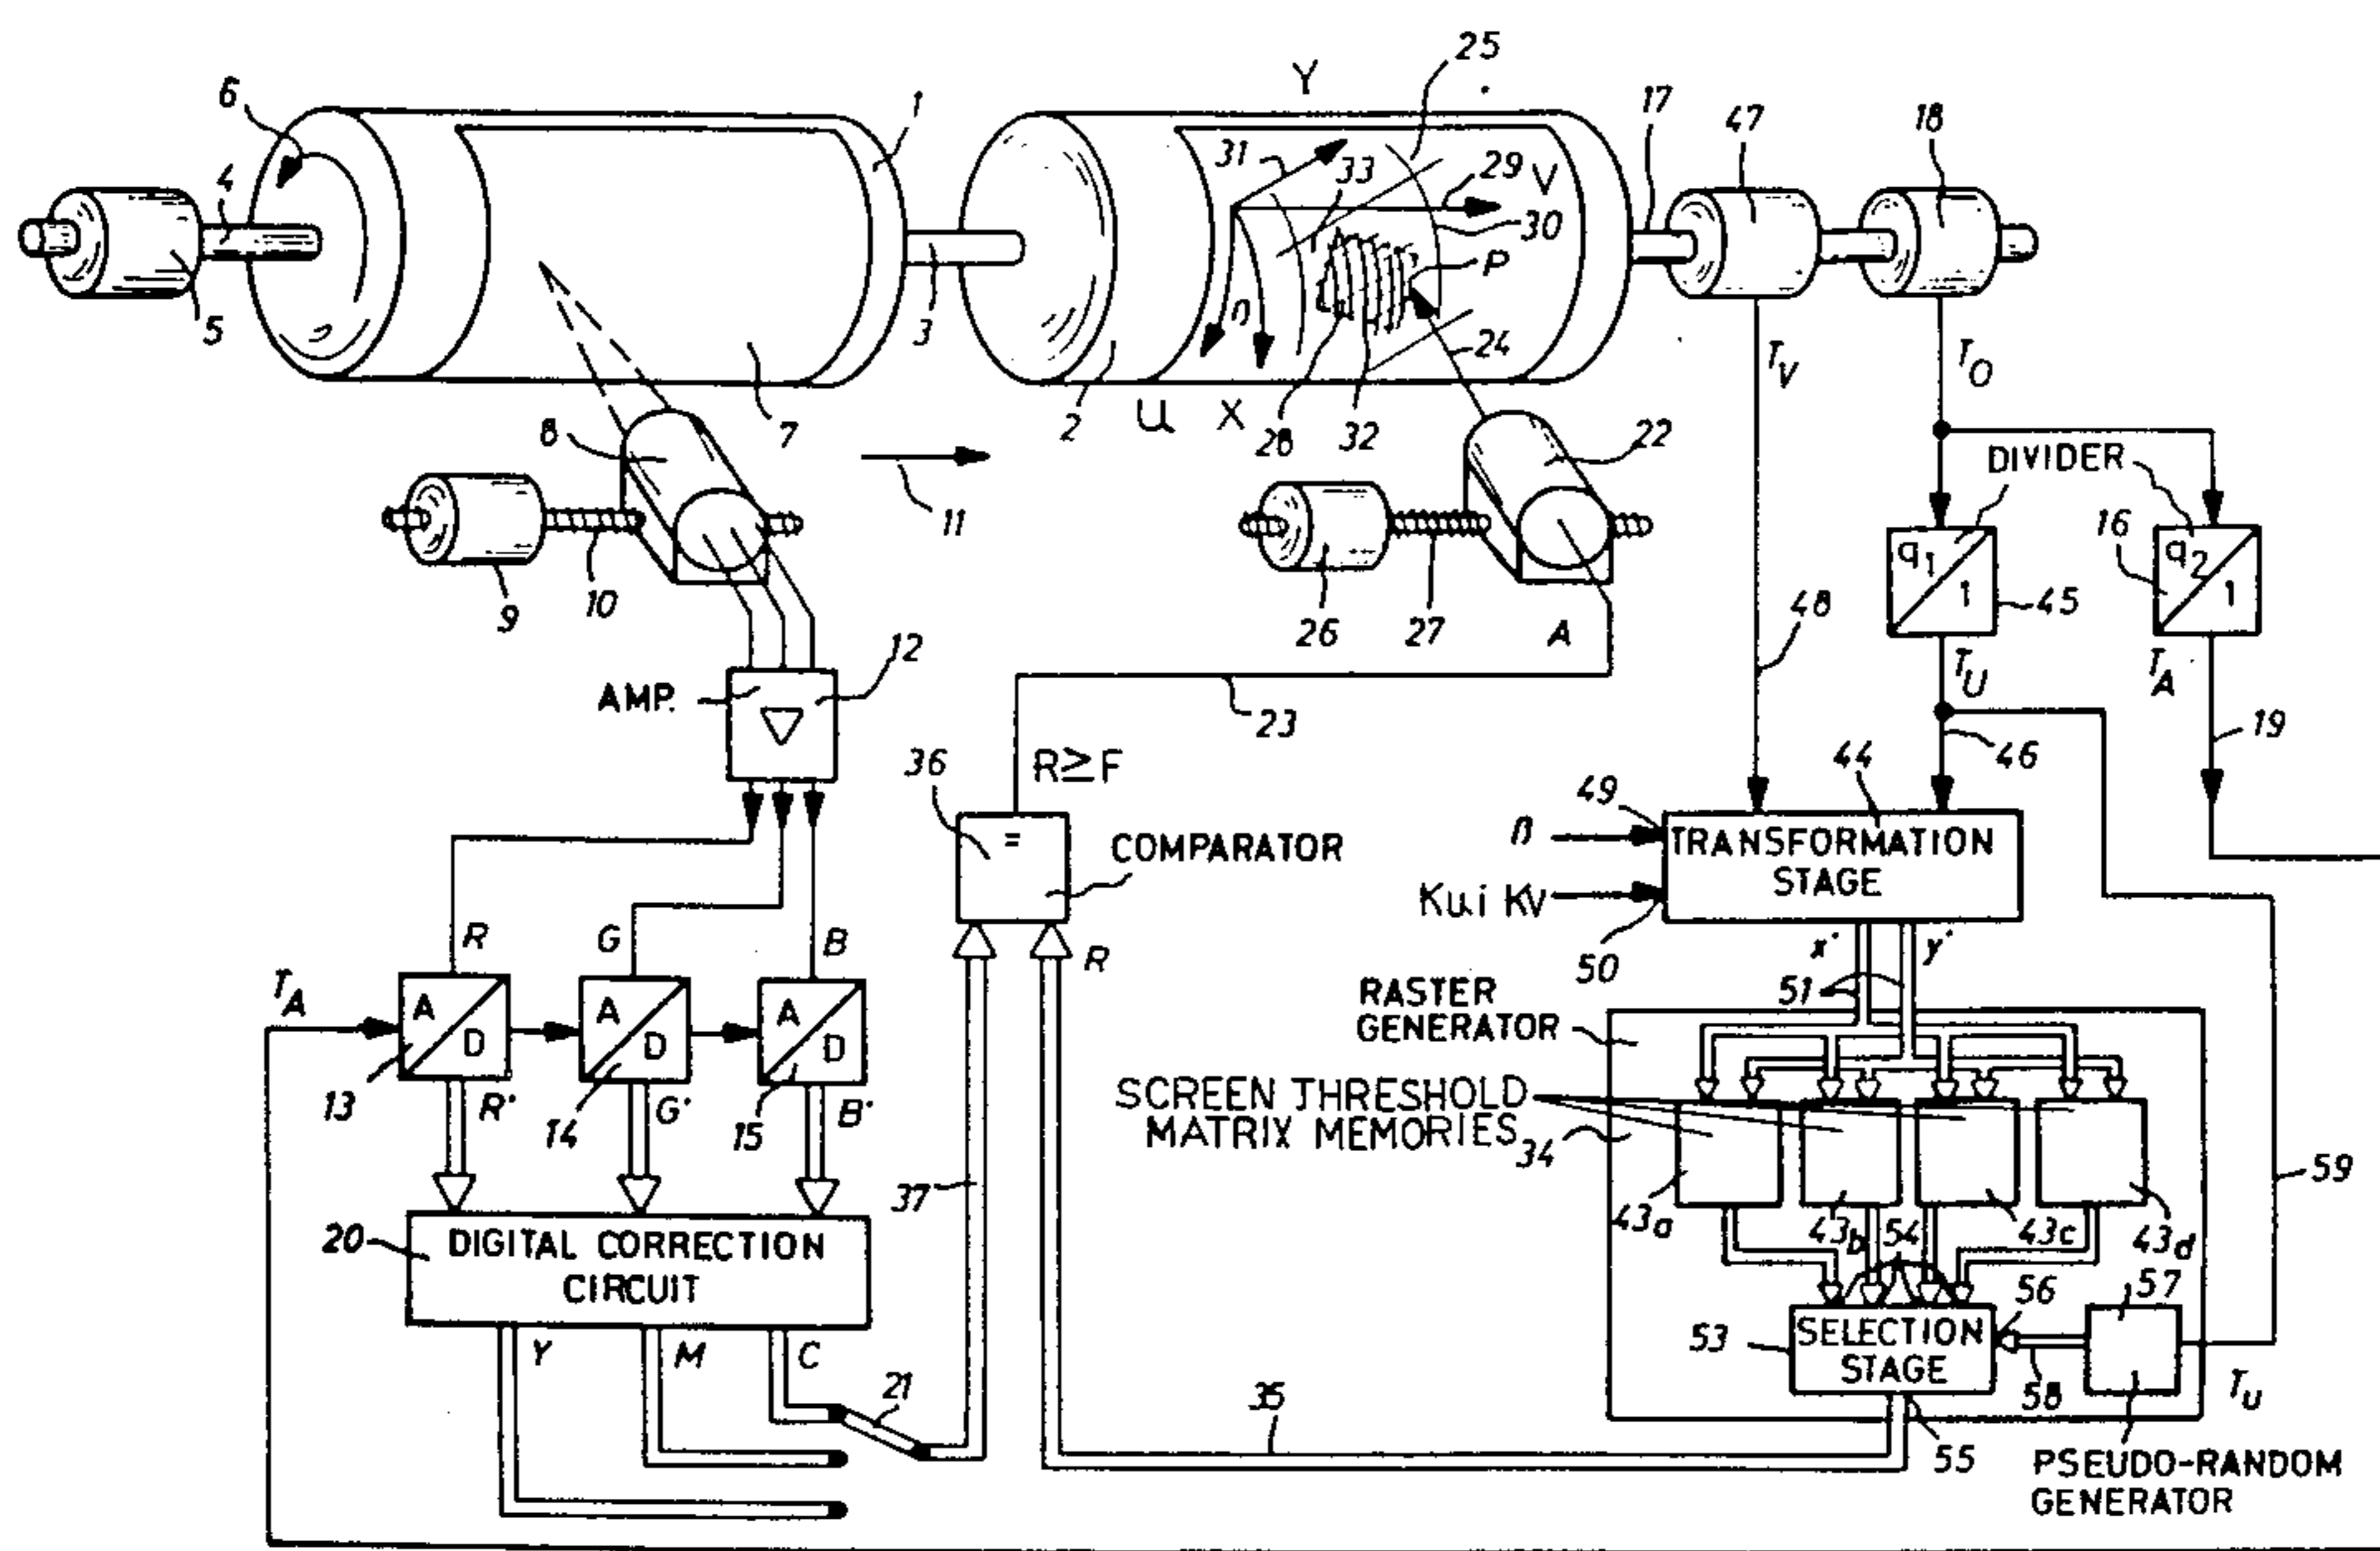 6
4
5
1
3
7
8
9
10
11
Y
25
31
33
29 V
30
P
n
24
2
U X
28
32
22
26
27
A
17
47
18
T_V
T_O
DIVIDER
q1
1
45
16
q2
1
T_U
T_A
48
46
19
AMP.
12
23
36
R≥F
=
COMPARATOR
R
44
49
n
TRANSFORMATION
STAGE
Kui Kv
50
x' y'
51
R G B
T_A
A
D
A
D
A
D
13
R'
14
G'
15
B'
RASTER
GENERATOR
SCREEN THRESHOLD
MATRIX MEMORIES
34
43a
43b
54
43c
43d
59
37
20
DIGITAL CORRECTION
CIRCUIT
Y M C
21
53
SELECTION
STAGE
56
57
58
Tu
35
55
PSEUDO-RANDOM
GENERATOR